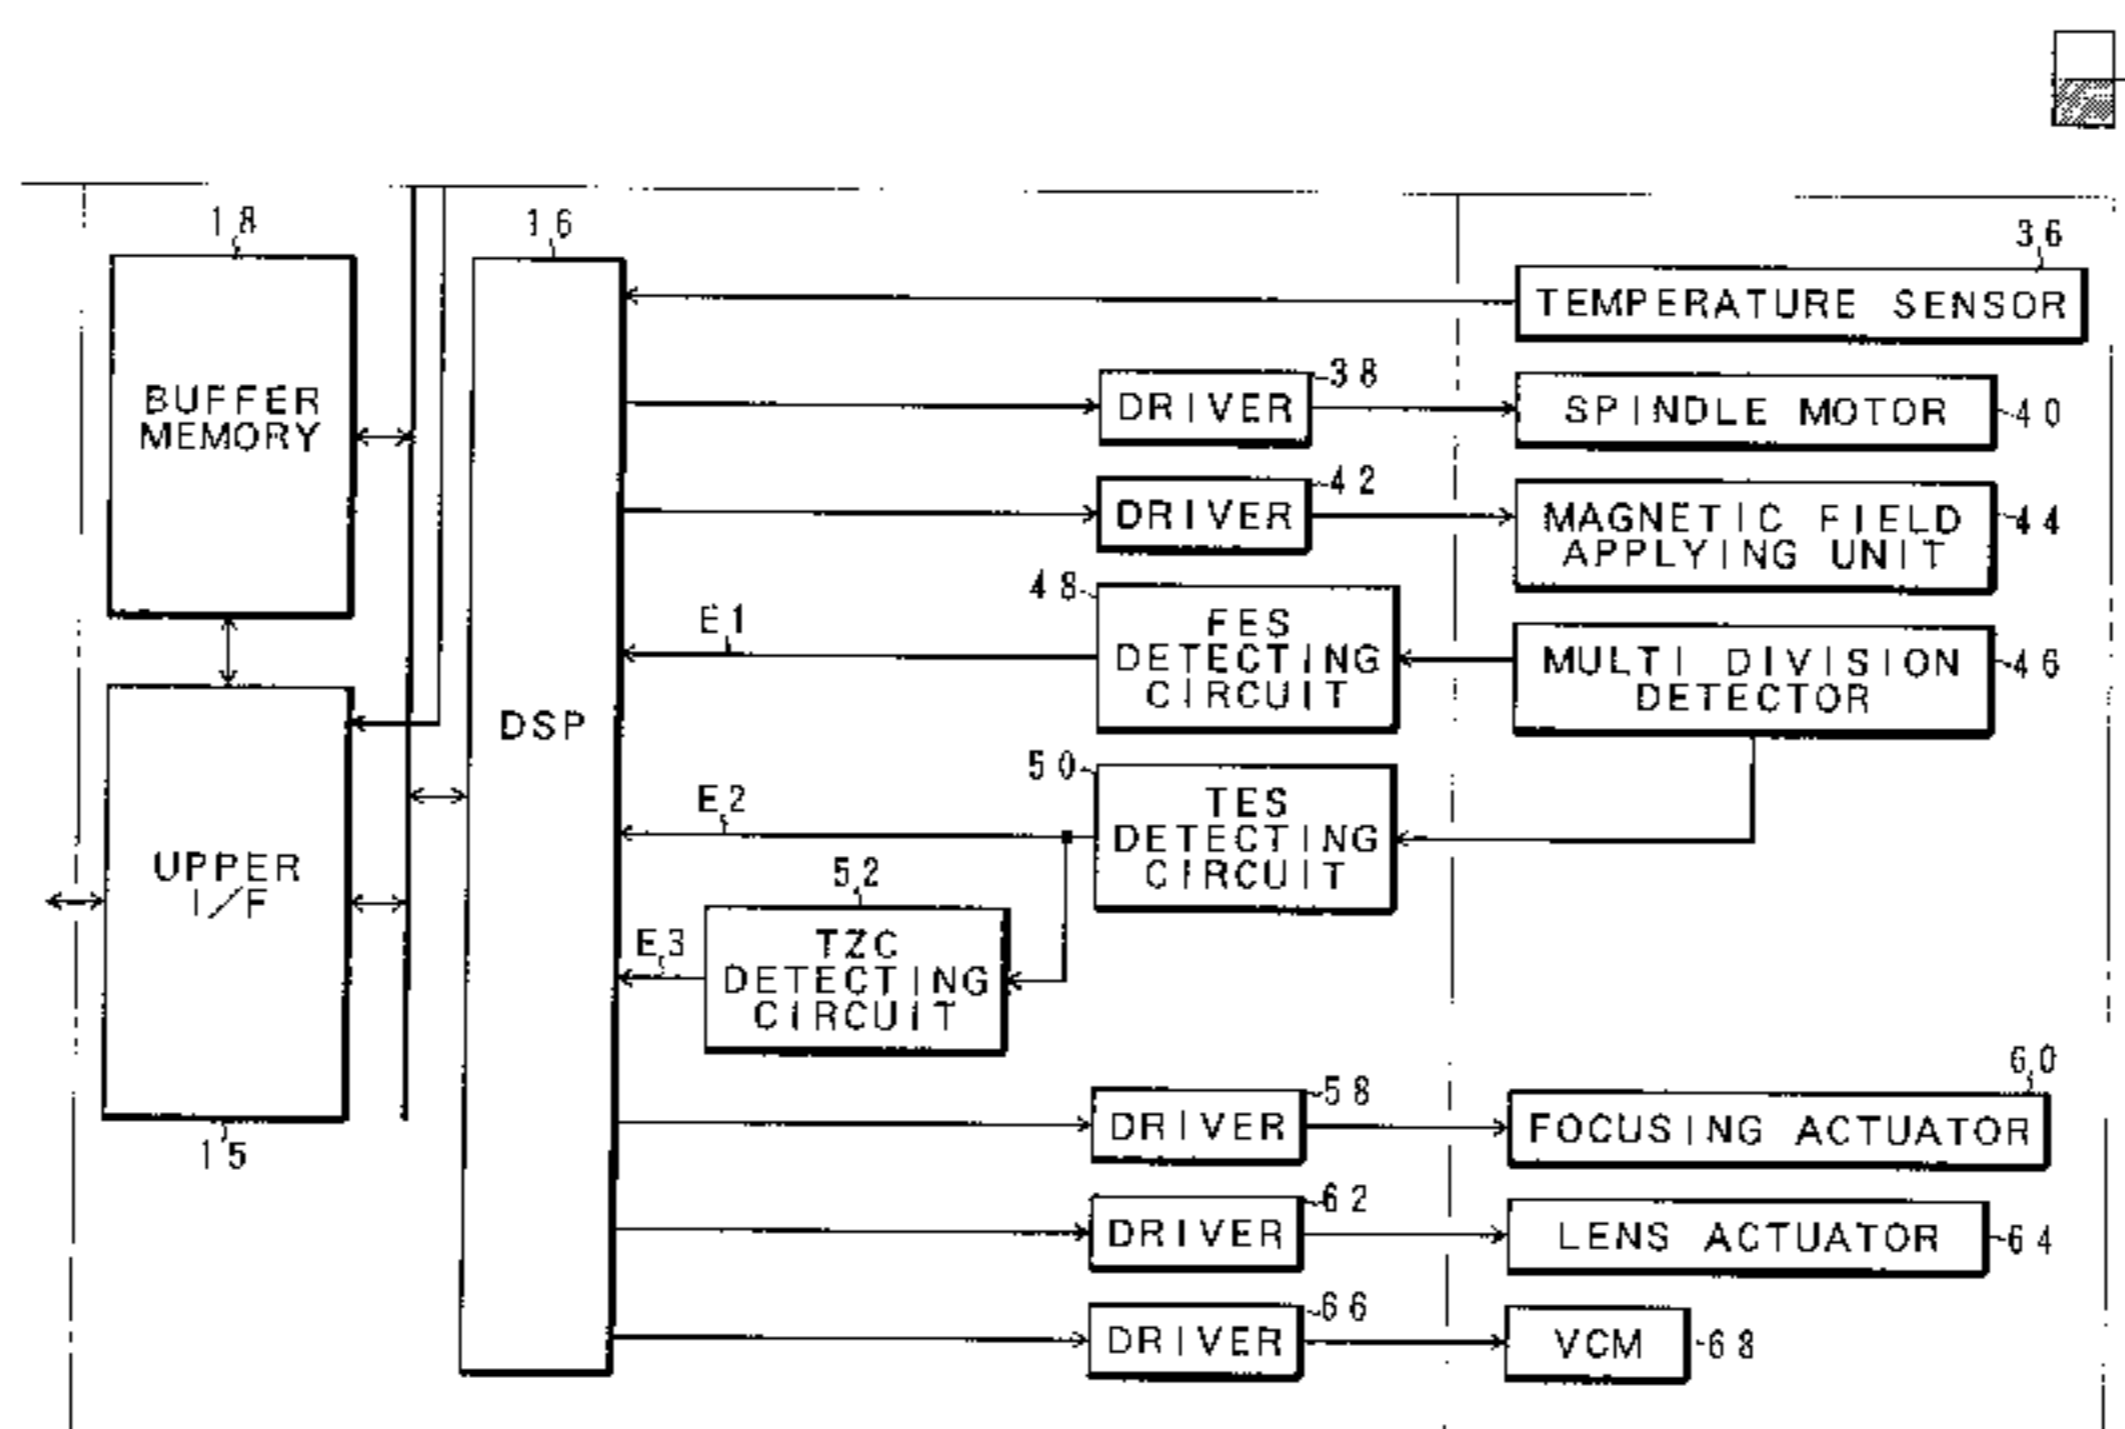 18
16
36
TEMPERATURE SENSOR
BUFFER
MEMORY
DRIVER
38
SPINDLE MOTOR
40
DRIVER
42
MAGNETIC FIELD
APPLYING UNIT
44
48
FES
DETECTING
CIRCUIT
E1
MULTI DIVISION
DETECTOR
46
DSP
50
TES
DETECTING
CIRCUIT
E2
UPPER
I/F
52
TZC
DETECTING
CIRCUIT
E3
15
DRIVER
58
60
FOCUSING ACTUATOR
DRIVER
62
LENS ACTUATOR
64
DRIVER
66
VCM
68